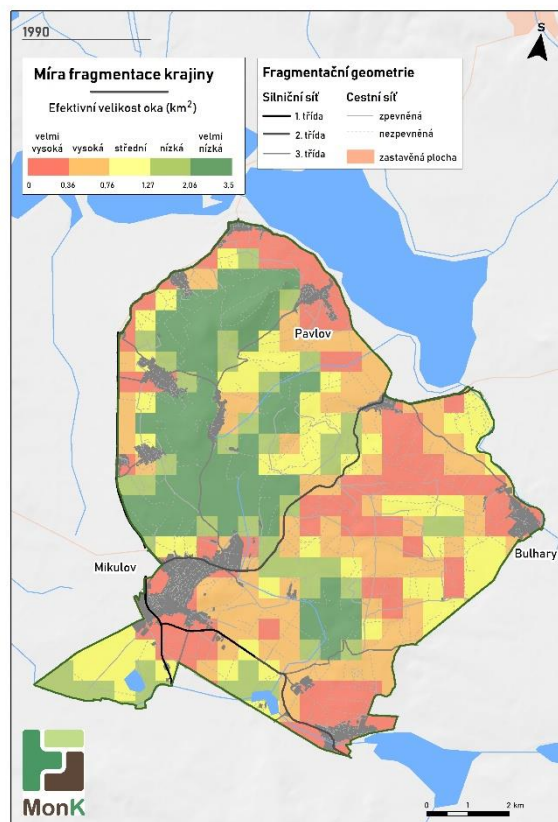 1990
S
Míra fragmentace krajiny
Efektivní velikost oka (km²)
velmi vysoká
vysoká
střední
nízká
velmi nízká
0
0,36
0,76
1,27
2,06
3,5
Fragmentační geometrie
Silniční síť
1. třída
2. třída
3. třída
Cestní síť
zpevněná
nezpevněná
zastavěná plocha
Pavlov
Mikulov
Bulhary
MonK
0 1 2 km